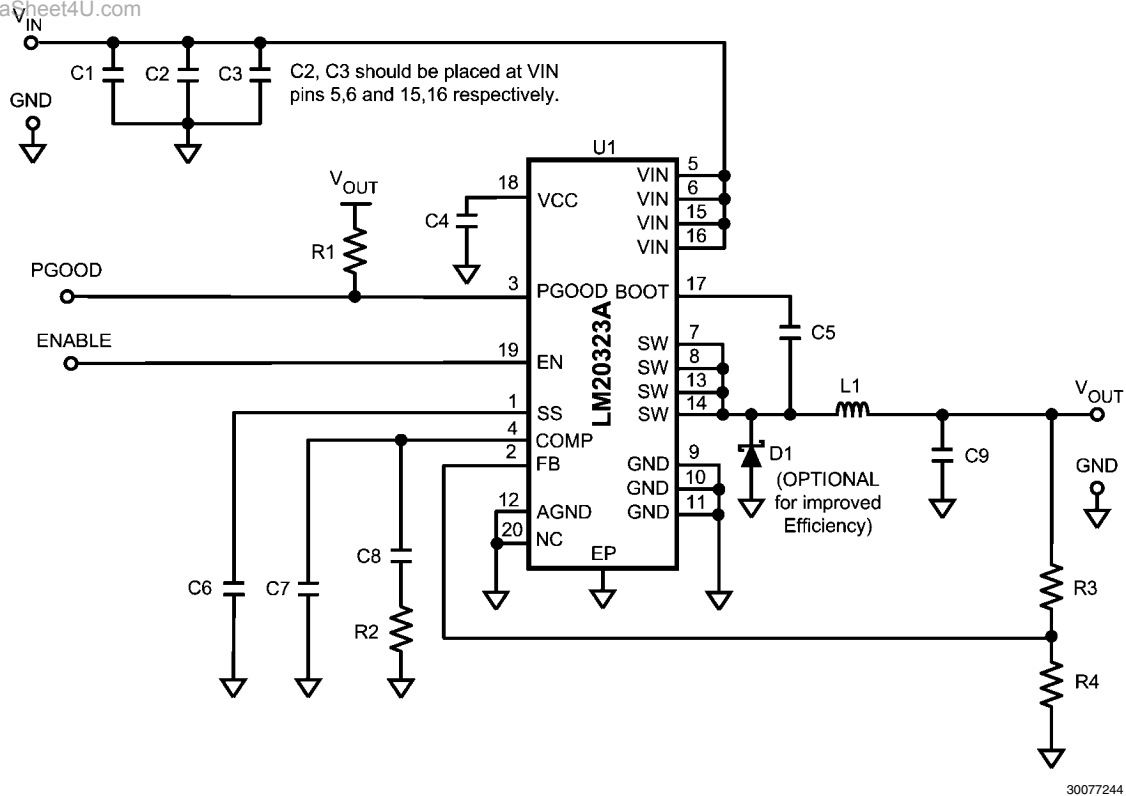 aSheet4U.com
VIN
C1
C2
C3
C2, C3 should be placed at VIN
pins 5,6 and 15,16 respectively.
GND
U1
VOUT
R1
C4
18
VCC
VIN
5
VIN
6
VIN
15
VIN
16
PGOOD
3
PGOOD
BOOT
17
C5
ENABLE
19
EN
LM20323A
SW
7
SW
8
SW
13
SW
14
L1
VOUT
1
SS
4
COMP
2
FB
GND
9
GND
10
GND
11
D1
(OPTIONAL
for improved
Efficiency)
C9
GND
12
AGND
20
NC
EP
C6
C7
C8
R2
R3
R4
30077244